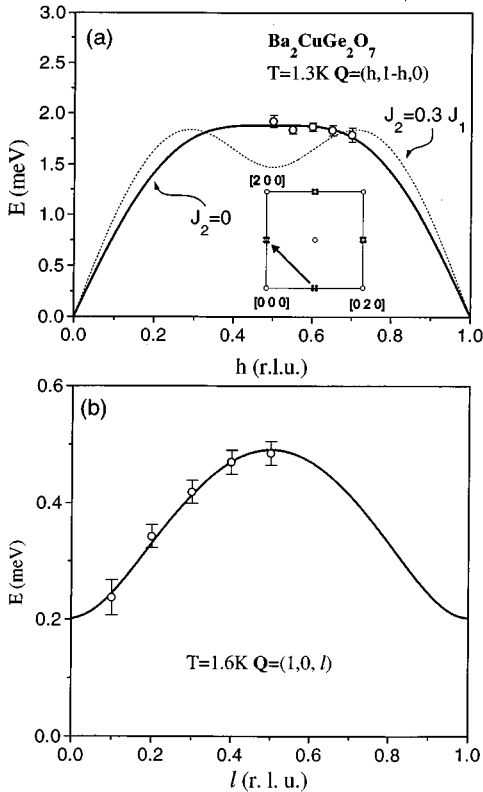 (a)
Ba2CuGe2O7
T=1.3K Q=(h,1-h,0)
J2=0.3 J1
J2=0
[2 0 0]
[0 0 0]
[0 2 0]
E (meV)
3.0
2.5
2.0
1.5
1.0
0.5
0.0
0.0 0.2 0.4 0.6 0.8 1.0
h (r.l.u.)
(b)
T=1.6K Q=(1,0, l)
E (meV)
0.6
0.4
0.2
0.0
0.0 0.2 0.4 0.6 0.8 1.0
l (r. l. u.)